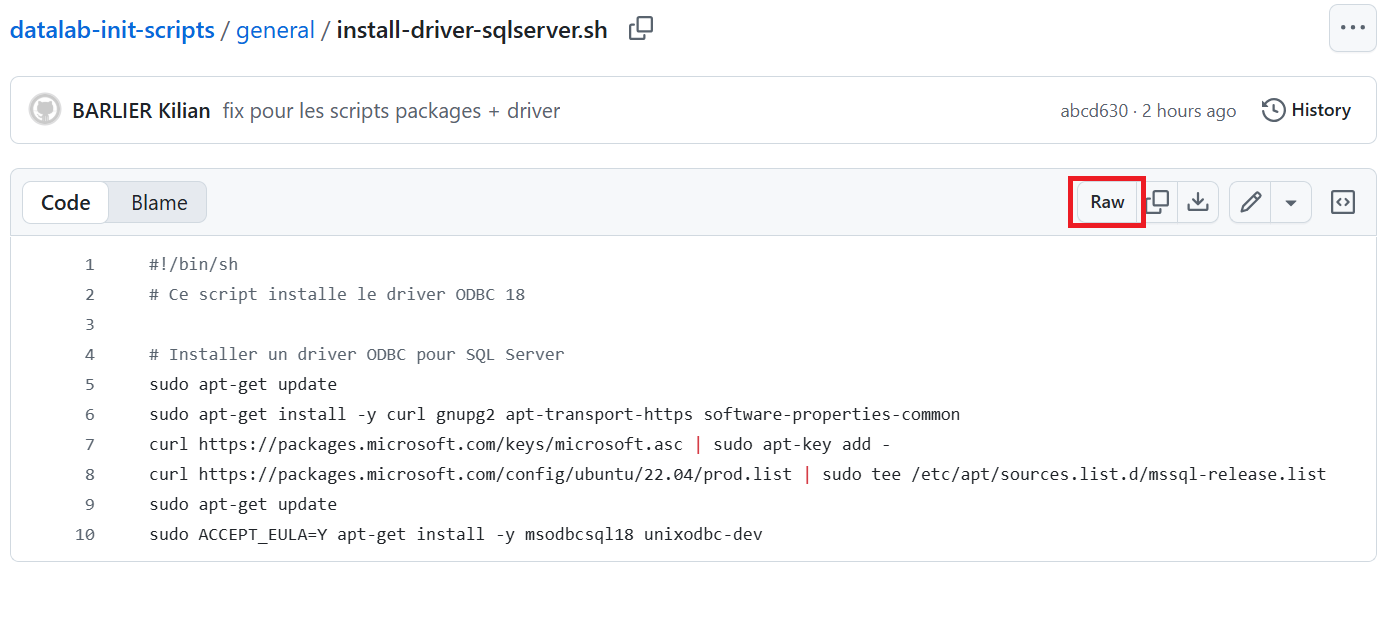 datalab-init-scripts / general / install-driver-sqlserver.sh
BARLIER Kilian fix pour les scripts packages + driver
abcd630 · 2 hours ago
History
Code
Blame
Raw
1 #!/bin/sh
2 # Ce script installe le driver ODBC 18
3
4 # Installer un driver ODBC pour SQL Server
5 sudo apt-get update
6 sudo apt-get install -y curl gnupg2 apt-transport-https software-properties-common
7 curl https://packages.microsoft.com/keys/microsoft.asc | sudo apt-key add -
8 curl https://packages.microsoft.com/config/ubuntu/22.04/prod.list | sudo tee /etc/apt/sources.list.d/mssql-release.list
9 sudo apt-get update
10 sudo ACCEPT_EULA=Y apt-get install -y msodbcsql18 unixodbc-dev